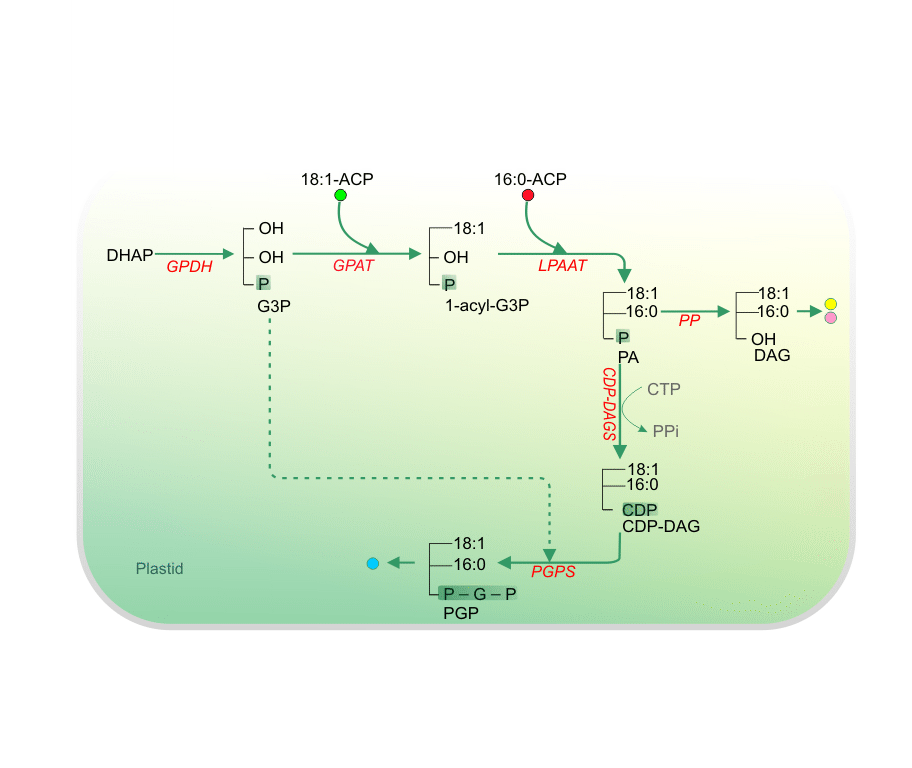 18:1-ACP
16:0-ACP
DHAP
GPDH
OH
OH
P
G3P
GPAT
18:1
OH
P
1-acyl-G3P
LPAAT
18:1
16:0
P
PA
PP
18:1
16:0
OH
DAG
CDP-DAGS
CTP
PPi
18:1
16:0
CDP
CDP-DAG
PGPS
18:1
16:0
P – G – P
PGP
Plastid